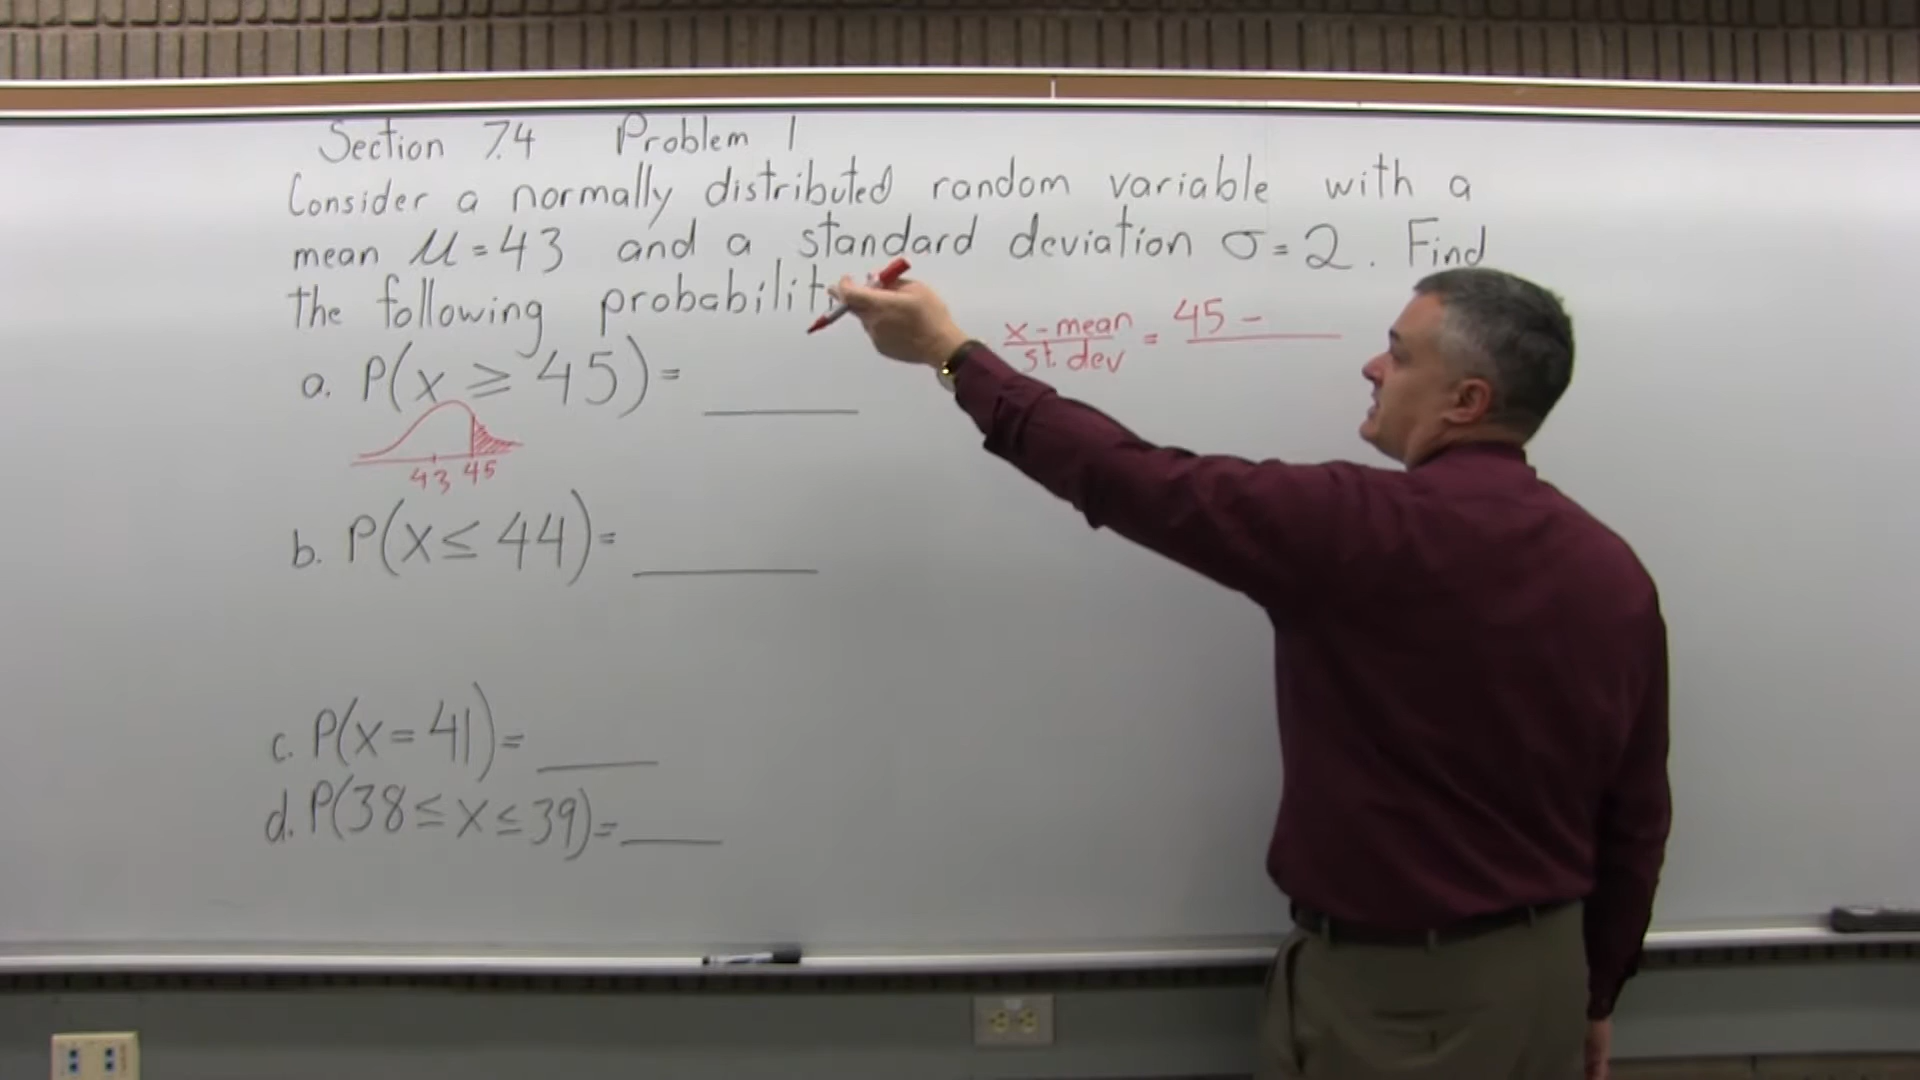 Section 7.4 Problem 1
Consider a normally distributed random variable with a
mean μ = 43 and a standard deviation σ = 2. Find
the following
x - mean / st. dev = 45 -
a. P(x ≥ 45) =
43 45
b. P(x ≤ 44) =
c. P(x = 41) =
d. P(38 ≤ x ≤ 39) =